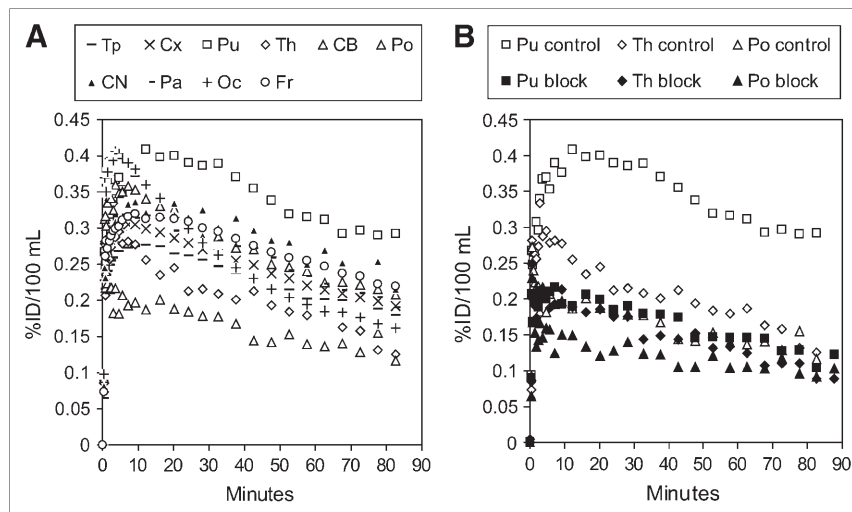 A
Tp Cx Pu Th CB Po
CN Pa Oc Fr
%ID/100 mL
0.45
0.4
0.35
0.3
0.25
0.2
0.15
0.1
0.05
0
0 10 20 30 40 50 60 70 80 90
Minutes
B
Pu control Th control Po control
Pu block Th block Po block
%ID/100 mL
0.45
0.4
0.35
0.3
0.25
0.2
0.15
0.1
0.05
0
0 10 20 30 40 50 60 70 80 90
Minutes